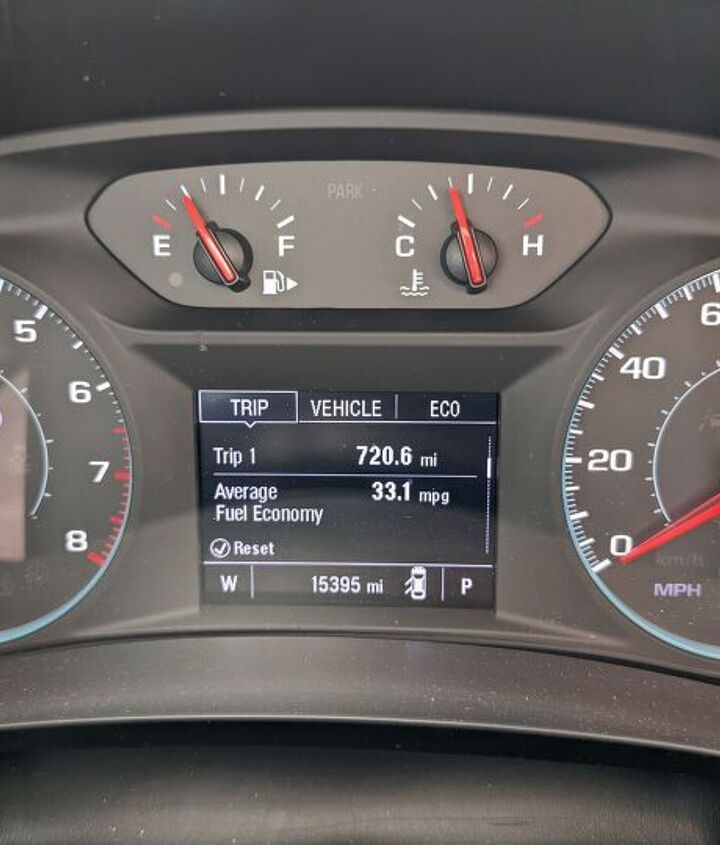 PARK
E F
C H
5
6
7
8
TRIP VEHICLE ECO
Trip 1 720.6 mi
Average 33.1 mpg
Fuel Economy
Reset
W 15395 mi P
6
40
20
0
km/h
MPH